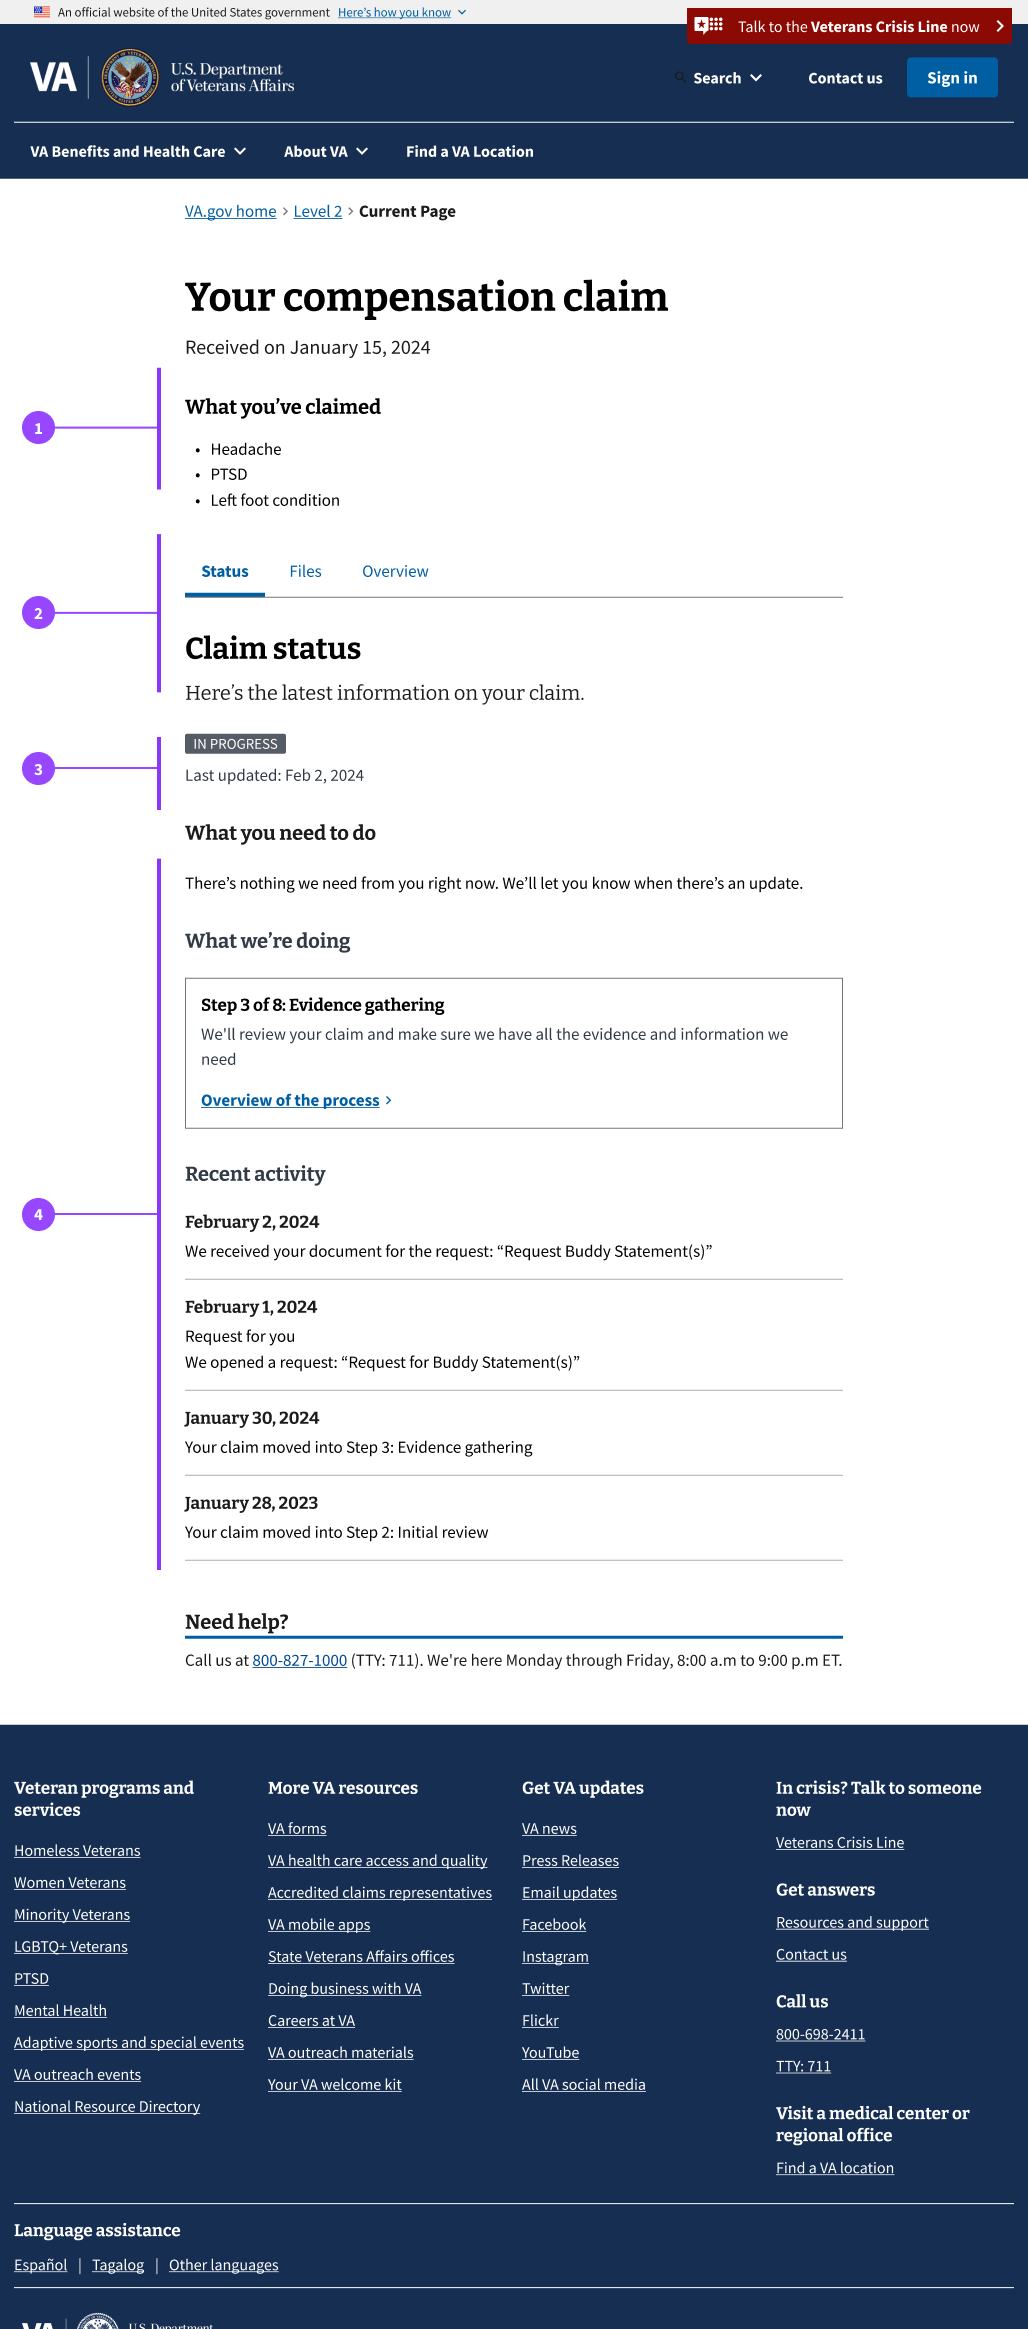 An official website of the United States government Here's how you know
Talk to the Veterans Crisis Line now
VA U.S. Department
of Veterans Affairs
Search Contact us Sign in
VA Benefits and Health Care About VA Find a VA Location
VA.gov home › Level 2 › Current Page
Your compensation claim
Received on January 15, 2024
1
What you’ve claimed
• Headache
• PTSD
• Left foot condition
Status Files Overview
2
Claim status
Here’s the latest information on your claim.
IN PROGRESS
3
Last updated: Feb 2, 2024
What you need to do
There’s nothing we need from you right now. We’ll let you know when there’s an update.
What we’re doing
Step 3 of 8: Evidence gathering
We'll review your claim and make sure we have all the evidence and information we
need
Overview of the process
Recent activity
4
February 2, 2024
We received your document for the request: “Request Buddy Statement(s)”
February 1, 2024
Request for you
We opened a request: “Request for Buddy Statement(s)”
January 30, 2024
Your claim moved into Step 3: Evidence gathering
January 28, 2023
Your claim moved into Step 2: Initial review
Need help?
Call us at 800-827-1000 (TTY: 711). We're here Monday through Friday, 8:00 a.m to 9:00 p.m ET.
Veteran programs and
services
Homeless Veterans
Women Veterans
Minority Veterans
LGBTQ+ Veterans
PTSD
Mental Health
Adaptive sports and special events
VA outreach events
National Resource Directory
More VA resources
VA forms
VA health care access and quality
Accredited claims representatives
VA mobile apps
State Veterans Affairs offices
Doing business with VA
Careers at VA
VA outreach materials
Your VA welcome kit
Get VA updates
VA news
Press Releases
Email updates
Facebook
Instagram
Twitter
Flickr
YouTube
All VA social media
In crisis? Talk to someone
now
Veterans Crisis Line
Get answers
Resources and support
Contact us
Call us
800-698-2411
TTY: 711
Visit a medical center or
regional office
Find a VA location
Language assistance
Español | Tagalog | Other languages
VA U.S. Department